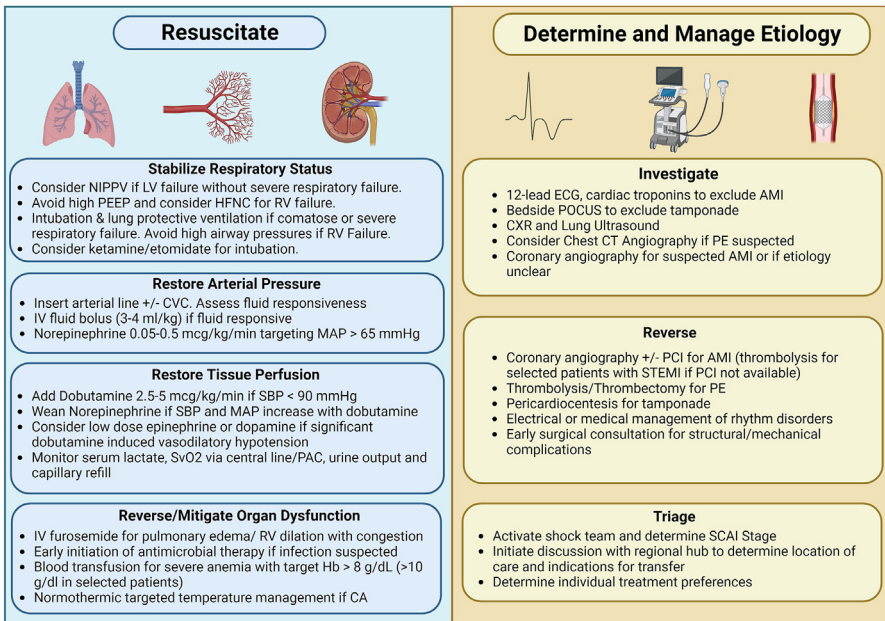 Resuscitate
Stabilize Respiratory Status
• Consider NIPPV if LV failure without severe respiratory failure.
• Avoid high PEEP and consider HFNC for RV failure.
• Intubation & lung protective ventilation if comatose or severe
respiratory failure. Avoid high airway pressures if RV Failure.
• Consider ketamine/etomidate for intubation.
Restore Arterial Pressure
• Insert arterial line +/- CVC. Assess fluid responsiveness
• IV fluid bolus (3-4 ml/kg) if fluid responsive
• Norepinephrine 0.05-0.5 mcg/kg/min targeting MAP > 65 mmHg
Restore Tissue Perfusion
• Add Dobutamine 2.5-5 mcg/kg/min if SBP < 90 mmHg
• Wean Norepinephrine if SBP and MAP increase with dobutamine
• Consider low dose epinephrine or dopamine if significant
dobutamine induced vasodilatory hypotension
• Monitor serum lactate, SvO2 via central line/PAC, urine output and
capillary refill
Reverse/Mitigate Organ Dysfunction
• IV furosemide for pulmonary edema/ RV dilation with congestion
• Early initiation of antimicrobial therapy if infection suspected
• Blood transfusion for severe anemia with target Hb > 8 g/dL (>10
g/dl in selected patients)
• Normothermic targeted temperature management if CA
Determine and Manage Etiology
Investigate
• 12-lead ECG, cardiac troponins to exclude AMI
• Bedside POCUS to exclude tamponade
• CXR and Lung Ultrasound
• Consider Chest CT Angiography if PE suspected
• Coronary angiography for suspected AMI or if etiology
unclear
Reverse
• Coronary angiography +/- PCI for AMI (thrombolysis for
selected patients with STEMI if PCI not available)
• Thrombolysis/Thrombectomy for PE
• Pericardiocentesis for tamponade
• Electrical or medical management of rhythm disorders
• Early surgical consultation for structural/mechanical
complications
Triage
• Activate shock team and determine SCAI Stage
• Initiate discussion with regional hub to determine location of
care and indications for transfer
• Determine individual treatment preferences